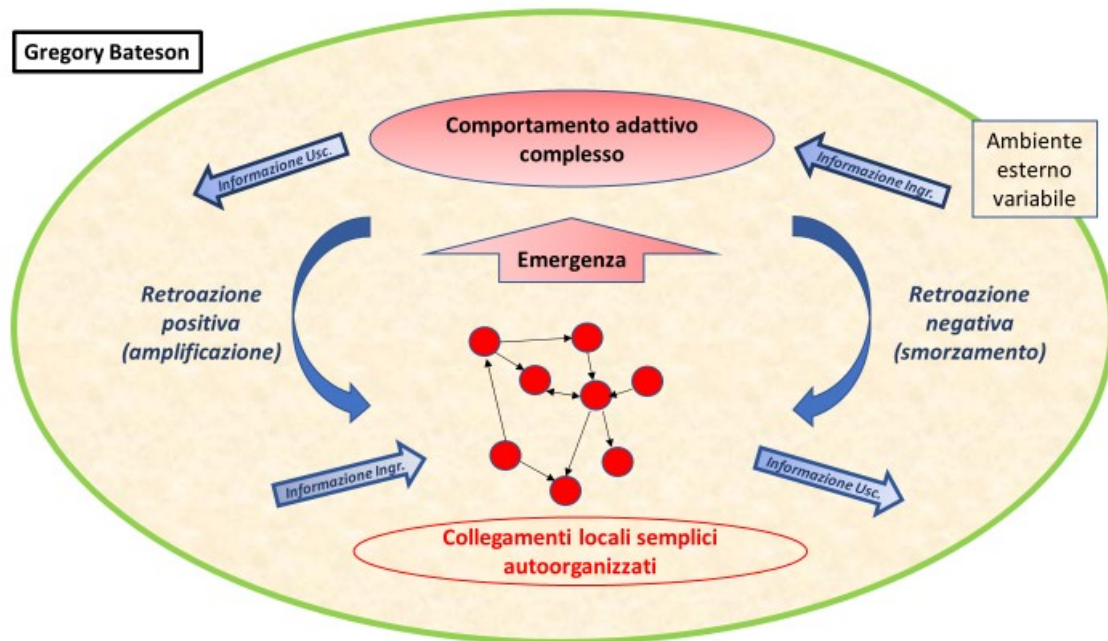 Gregory Bateson
Comportamento adattivo
complesso
Informazione Usc.
Informazione Ingr.
Ambiente
esterno
variabile
Emergenza
Retroazione
positiva
(amplificazione)
Retroazione
negativa
(smorzamento)
Informazione Ingr.
Informazione Usc.
Collegamenti locali semplici
autoorganizzati